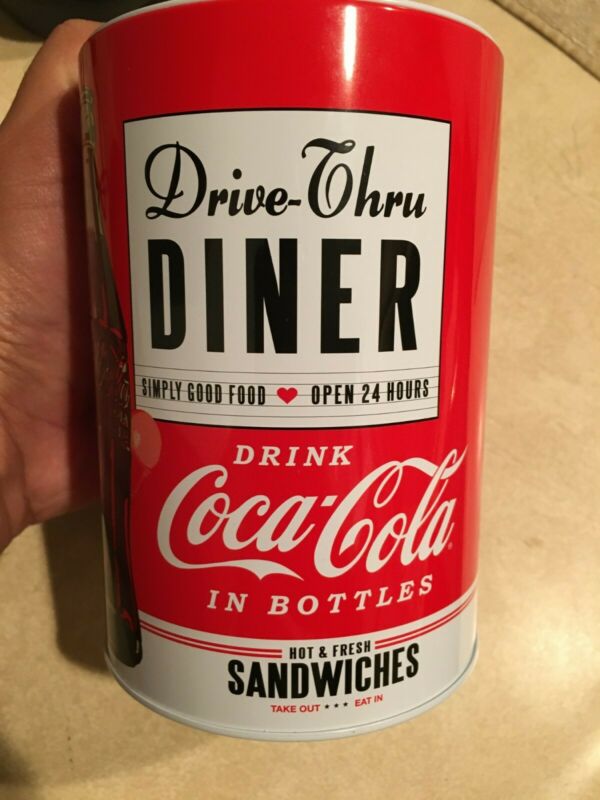 Drive-Thru
DINER
SIMPLY GOOD FOOD ♥ OPEN 24 HOURS
DRINK
Coca-Cola
IN BOTTLES
HOT & FRESH
SANDWICHES
TAKE OUT ★★★ EAT IN